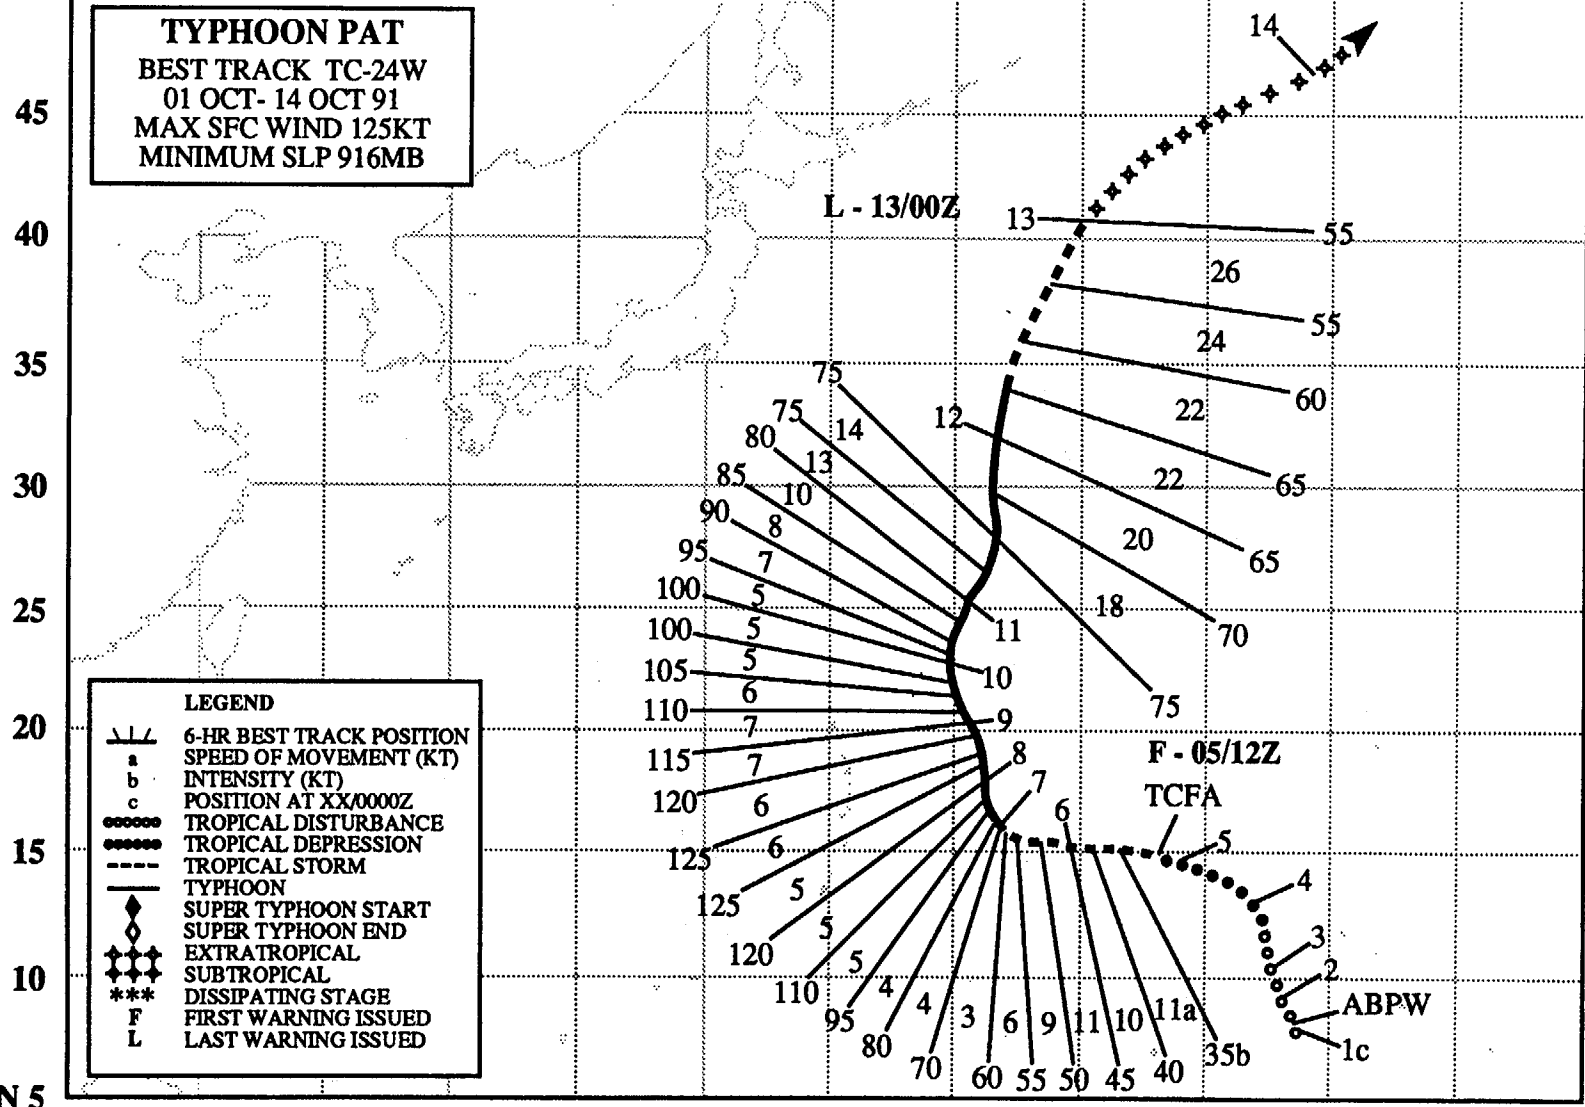 TYPHOON PAT
BEST TRACK TC-24W
01 OCT- 14 OCT 91
MAX SFC WIND 125KT
MINIMUM SLP 916MB
14
45
L - 13/00Z
13
55
40
26
55
24
35
75
60
22
75
14
12
80
13
65
22
30
85
10
90
8
20
65
95
7
100
5
18
25
100
5
11
70
105
5
10
110
6
75
9
20
7
115
8
F - 05/12Z
7
120
7
TCFA
6
6
5
15
125
6
4
125
5
3
120
5
2
10
110
5
4
4
3
6
9
11
10
11a
ABPW
95
80
70
60
55
50
45
40
35b
1c
N 5
LEGEND
6-HR BEST TRACK POSITION
a SPEED OF MOVEMENT (KT)
b INTENSITY (KT)
c POSITION AT XX/0000Z
TROPICAL DISTURBANCE
TROPICAL DEPRESSION
TROPICAL STORM
TYPHOON
SUPER TYPHOON START
SUPER TYPHOON END
EXTRATROPICAL
SUBTROPICAL
*** DISSIPATING STAGE
F FIRST WARNING ISSUED
L LAST WARNING ISSUED